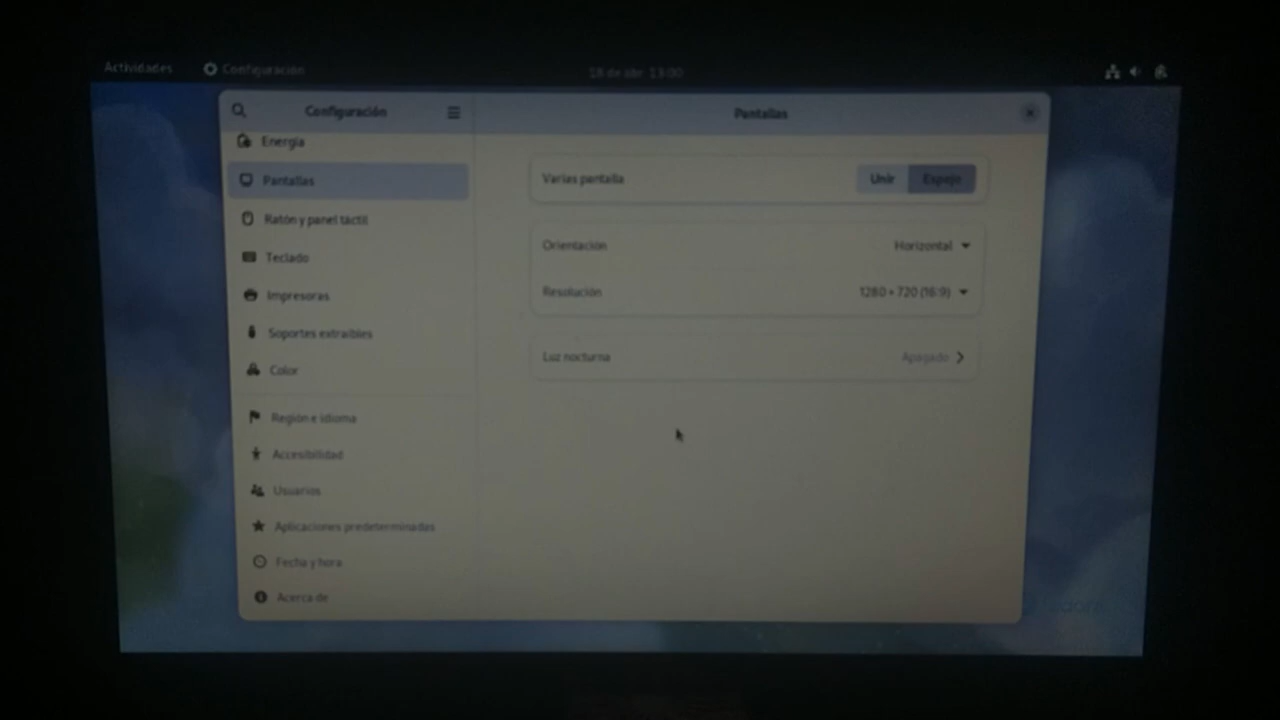 Actividades
Configuración
18 de abr 13:00
Configuración
Pantallas
Energía
Pantallas
Ratón y panel táctil
Teclado
Impresoras
Soportes extraíbles
Color
Región e idioma
Accesibilidad
Usuarios
Aplicaciones predeterminadas
Fecha y hora
Acerca de
Varias pantalla
Unir
Espejo
Orientación
Horizontal
Resolución
1280 × 720 (16:9)
Luz nocturna
Apagado